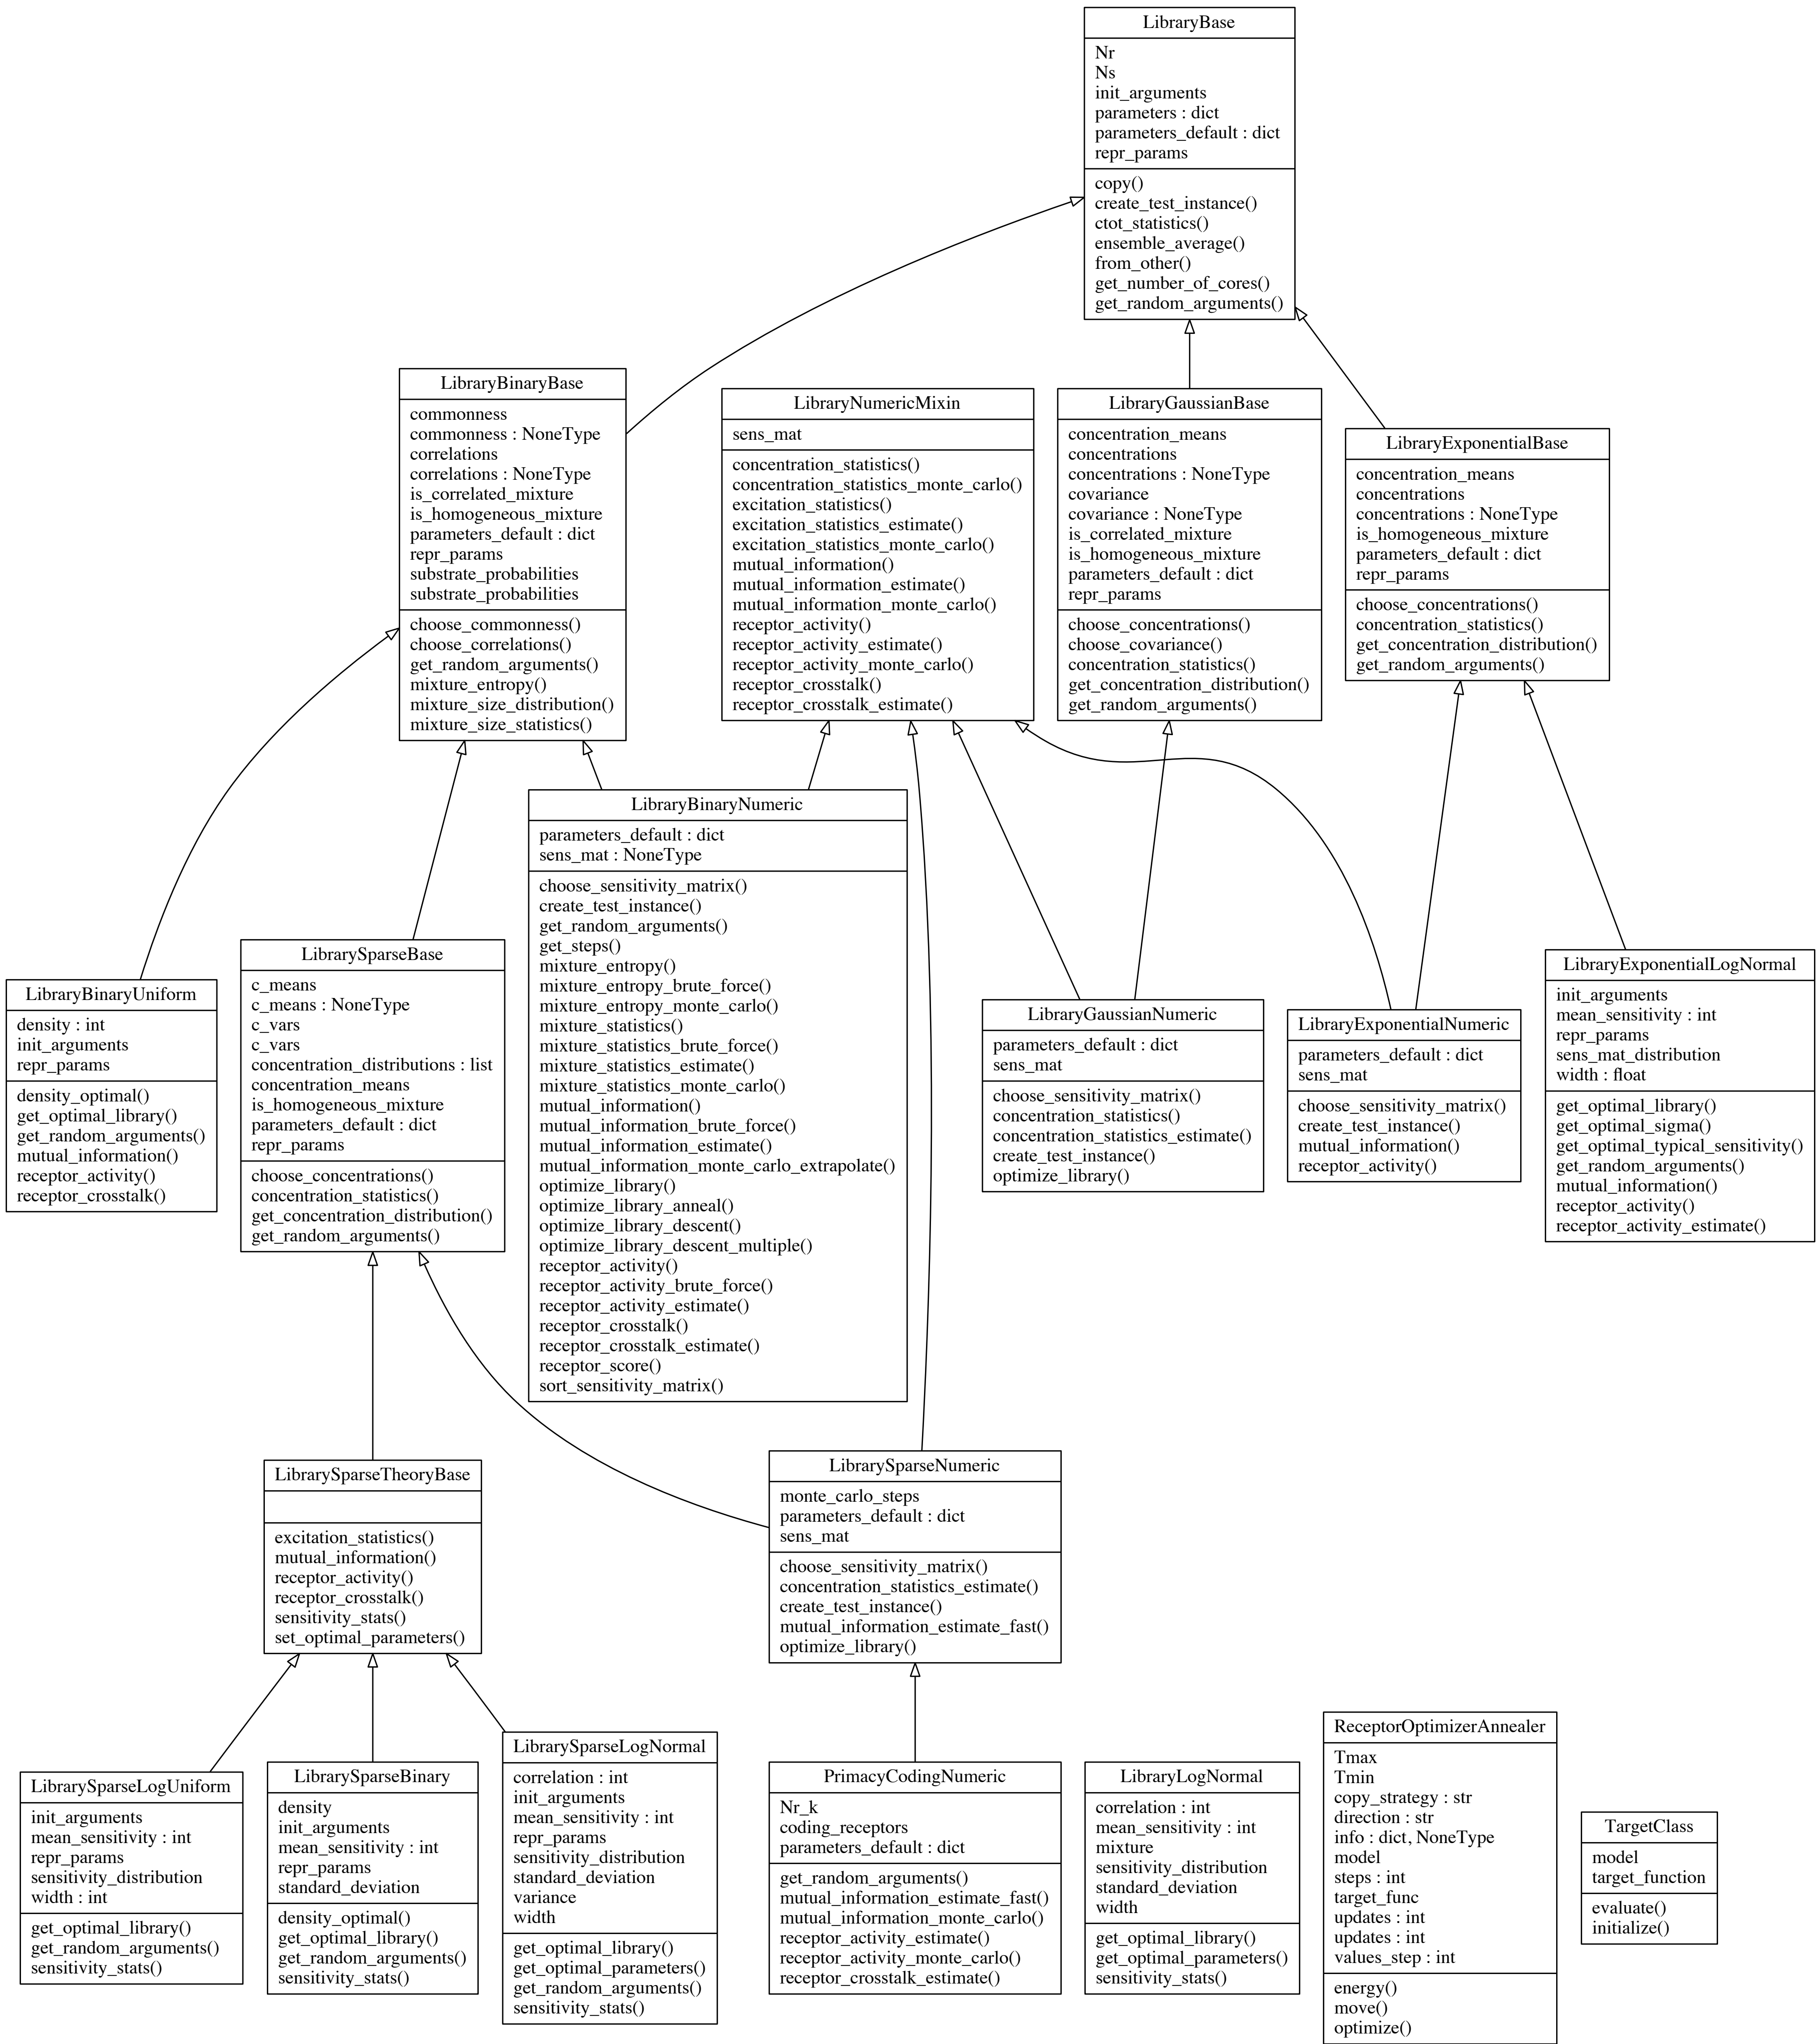 LibraryBase
Nr
Ns
init_arguments
parameters : dict
parameters_default : dict
repr_params
copy()
create_test_instance()
ctot_statistics()
ensemble_average()
from_other()
get_number_of_cores()
get_random_arguments()
LibraryBinaryBase
commonness
commonness : NoneType
correlations
correlations : NoneType
is_correlated_mixture
is_homogeneous_mixture
parameters_default : dict
repr_params
substrate_probabilities
substrate_probabilities
choose_commonness()
choose_correlations()
get_random_arguments()
mixture_entropy()
mixture_size_distribution()
mixture_size_statistics()
LibraryNumericMixin
sens_mat
concentration_statistics()
concentration_statistics_monte_carlo()
excitation_statistics()
excitation_statistics_estimate()
excitation_statistics_monte_carlo()
mutual_information()
mutual_information_estimate()
mutual_information_monte_carlo()
receptor_activity()
receptor_activity_estimate()
receptor_activity_monte_carlo()
receptor_crosstalk()
receptor_crosstalk_estimate()
LibraryGaussianBase
concentration_means
concentrations
concentrations : NoneType
covariance
covariance : NoneType
is_correlated_mixture
is_homogeneous_mixture
parameters_default : dict
repr_params
choose_concentrations()
choose_covariance()
concentration_statistics()
get_concentration_distribution()
get_random_arguments()
LibraryExponentialBase
concentration_means
concentrations
concentrations : NoneType
is_homogeneous_mixture
parameters_default : dict
repr_params
choose_concentrations()
concentration_statistics()
get_concentration_distribution()
get_random_arguments()
LibraryBinaryUniform
density : int
init_arguments
repr_params
density_optimal()
get_optimal_library()
get_random_arguments()
mutual_information()
receptor_activity()
receptor_crosstalk()
LibrarySparseBase
c_means
c_means : NoneType
c_vars
c_vars
concentration_distributions : list
concentration_means
is_homogeneous_mixture
parameters_default : dict
repr_params
choose_concentrations()
concentration_statistics()
get_concentration_distribution()
get_random_arguments()
LibraryBinaryNumeric
parameters_default : dict
sens_mat : NoneType
choose_sensitivity_matrix()
create_test_instance()
get_random_arguments()
get_steps()
mixture_entropy()
mixture_entropy_brute_force()
mixture_entropy_monte_carlo()
mixture_statistics()
mixture_statistics_brute_force()
mixture_statistics_estimate()
mixture_statistics_monte_carlo()
mutual_information()
mutual_information_brute_force()
mutual_information_estimate()
mutual_information_monte_carlo_extrapolate()
optimize_library()
optimize_library_anneal()
optimize_library_descent()
optimize_library_descent_multiple()
receptor_activity()
receptor_activity_brute_force()
receptor_activity_estimate()
receptor_crosstalk()
receptor_crosstalk_estimate()
receptor_score()
sort_sensitivity_matrix()
LibraryGaussianNumeric
parameters_default : dict
sens_mat
choose_sensitivity_matrix()
concentration_statistics()
concentration_statistics_estimate()
create_test_instance()
optimize_library()
LibraryExponentialNumeric
parameters_default : dict
sens_mat
choose_sensitivity_matrix()
create_test_instance()
mutual_information()
receptor_activity()
LibraryExponentialLogNormal
init_arguments
mean_sensitivity : int
repr_params
sens_mat_distribution
width : float
get_optimal_library()
get_optimal_sigma()
get_optimal_typical_sensitivity()
get_random_arguments()
mutual_information()
receptor_activity()
receptor_activity_estimate()
LibrarySparseTheoryBase
excitation_statistics()
mutual_information()
receptor_activity()
receptor_crosstalk()
sensitivity_stats()
set_optimal_parameters()
LibrarySparseNumeric
monte_carlo_steps
parameters_default : dict
sens_mat
choose_sensitivity_matrix()
concentration_statistics_estimate()
create_test_instance()
mutual_information_estimate_fast()
optimize_library()
LibrarySparseLogUniform
init_arguments
mean_sensitivity : int
repr_params
sensitivity_distribution
width : int
get_optimal_library()
get_random_arguments()
sensitivity_stats()
LibrarySparseBinary
density
init_arguments
mean_sensitivity : int
repr_params
standard_deviation
density_optimal()
get_optimal_library()
get_random_arguments()
sensitivity_stats()
LibrarySparseLogNormal
correlation : int
init_arguments
mean_sensitivity : int
repr_params
sensitivity_distribution
standard_deviation
variance
width
get_optimal_library()
get_optimal_parameters()
get_random_arguments()
sensitivity_stats()
PrimacyCodingNumeric
Nr_k
coding_receptors
parameters_default : dict
get_random_arguments()
mutual_information_estimate_fast()
mutual_information_monte_carlo()
receptor_activity_estimate()
receptor_activity_monte_carlo()
receptor_crosstalk_estimate()
LibraryLogNormal
correlation : int
mean_sensitivity : int
mixture
sensitivity_distribution
standard_deviation
width
get_optimal_library()
get_optimal_parameters()
sensitivity_stats()
ReceptorOptimizerAnnealer
Tmax
Tmin
copy_strategy : str
direction : str
info : dict, NoneType
model
steps : int
target_func
updates : int
updates : int
values_step : int
energy()
move()
optimize()
TargetClass
model
target_function
evaluate()
initialize()